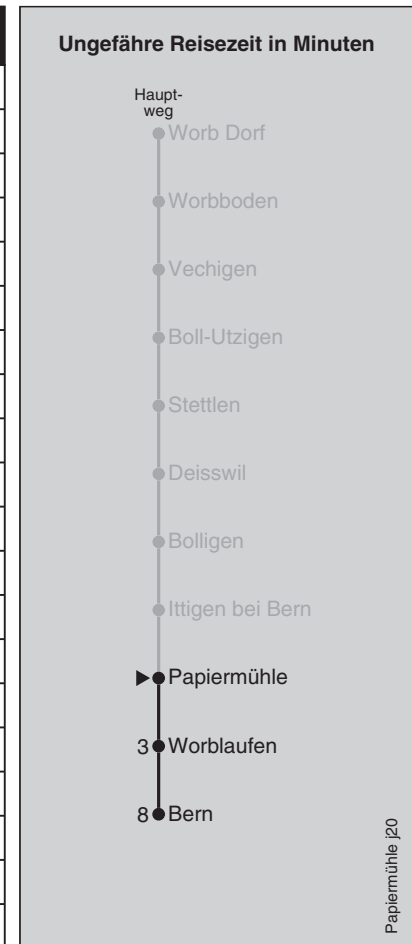 Ungefähre Reisezeit in Minuten
Haupt-
weg
Worb Dorf
Worbboden
Vechigen
Boll-Utzigen
Stettlen
Deisswil
Bolligen
Ittigen bei Bern
Papiermühle
3 Worblaufen
8 Bern
Papiermühle j20